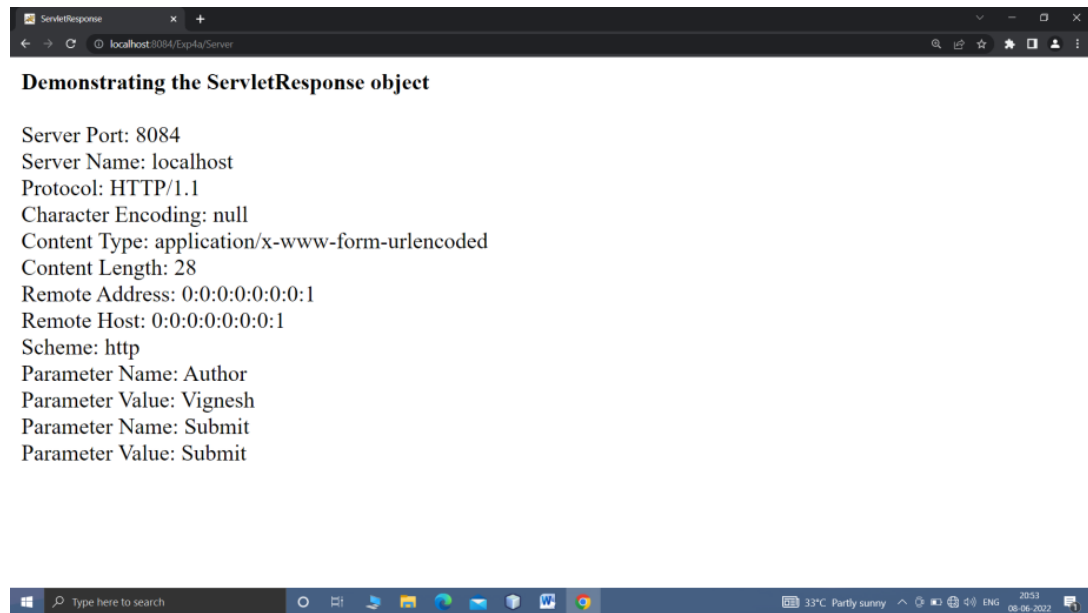 ServletResponse
localhost:8084/Exp4a/Server
Demonstrating the ServletResponse object
Server Port: 8084
Server Name: localhost
Protocol: HTTP/1.1
Character Encoding: null
Content Type: application/x-www-form-urlencoded
Content Length: 28
Remote Address: 0:0:0:0:0:0:0:1
Remote Host: 0:0:0:0:0:0:0:1
Scheme: http
Parameter Name: Author
Parameter Value: Vignesh
Parameter Name: Submit
Parameter Value: Submit
Type here to search
33°C Partly sunny
ENG
20:53
08-06-2022